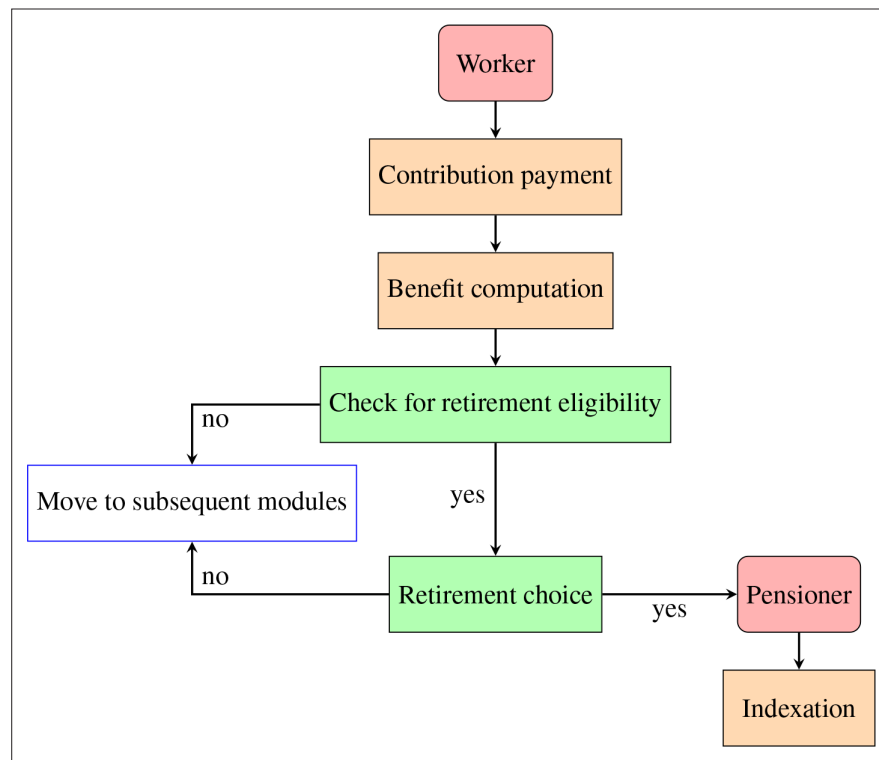 Worker
Contribution payment
Benefit computation
Check for retirement eligibility
no
Move to subsequent modules
yes
no
Retirement choice
yes
Pensioner
Indexation